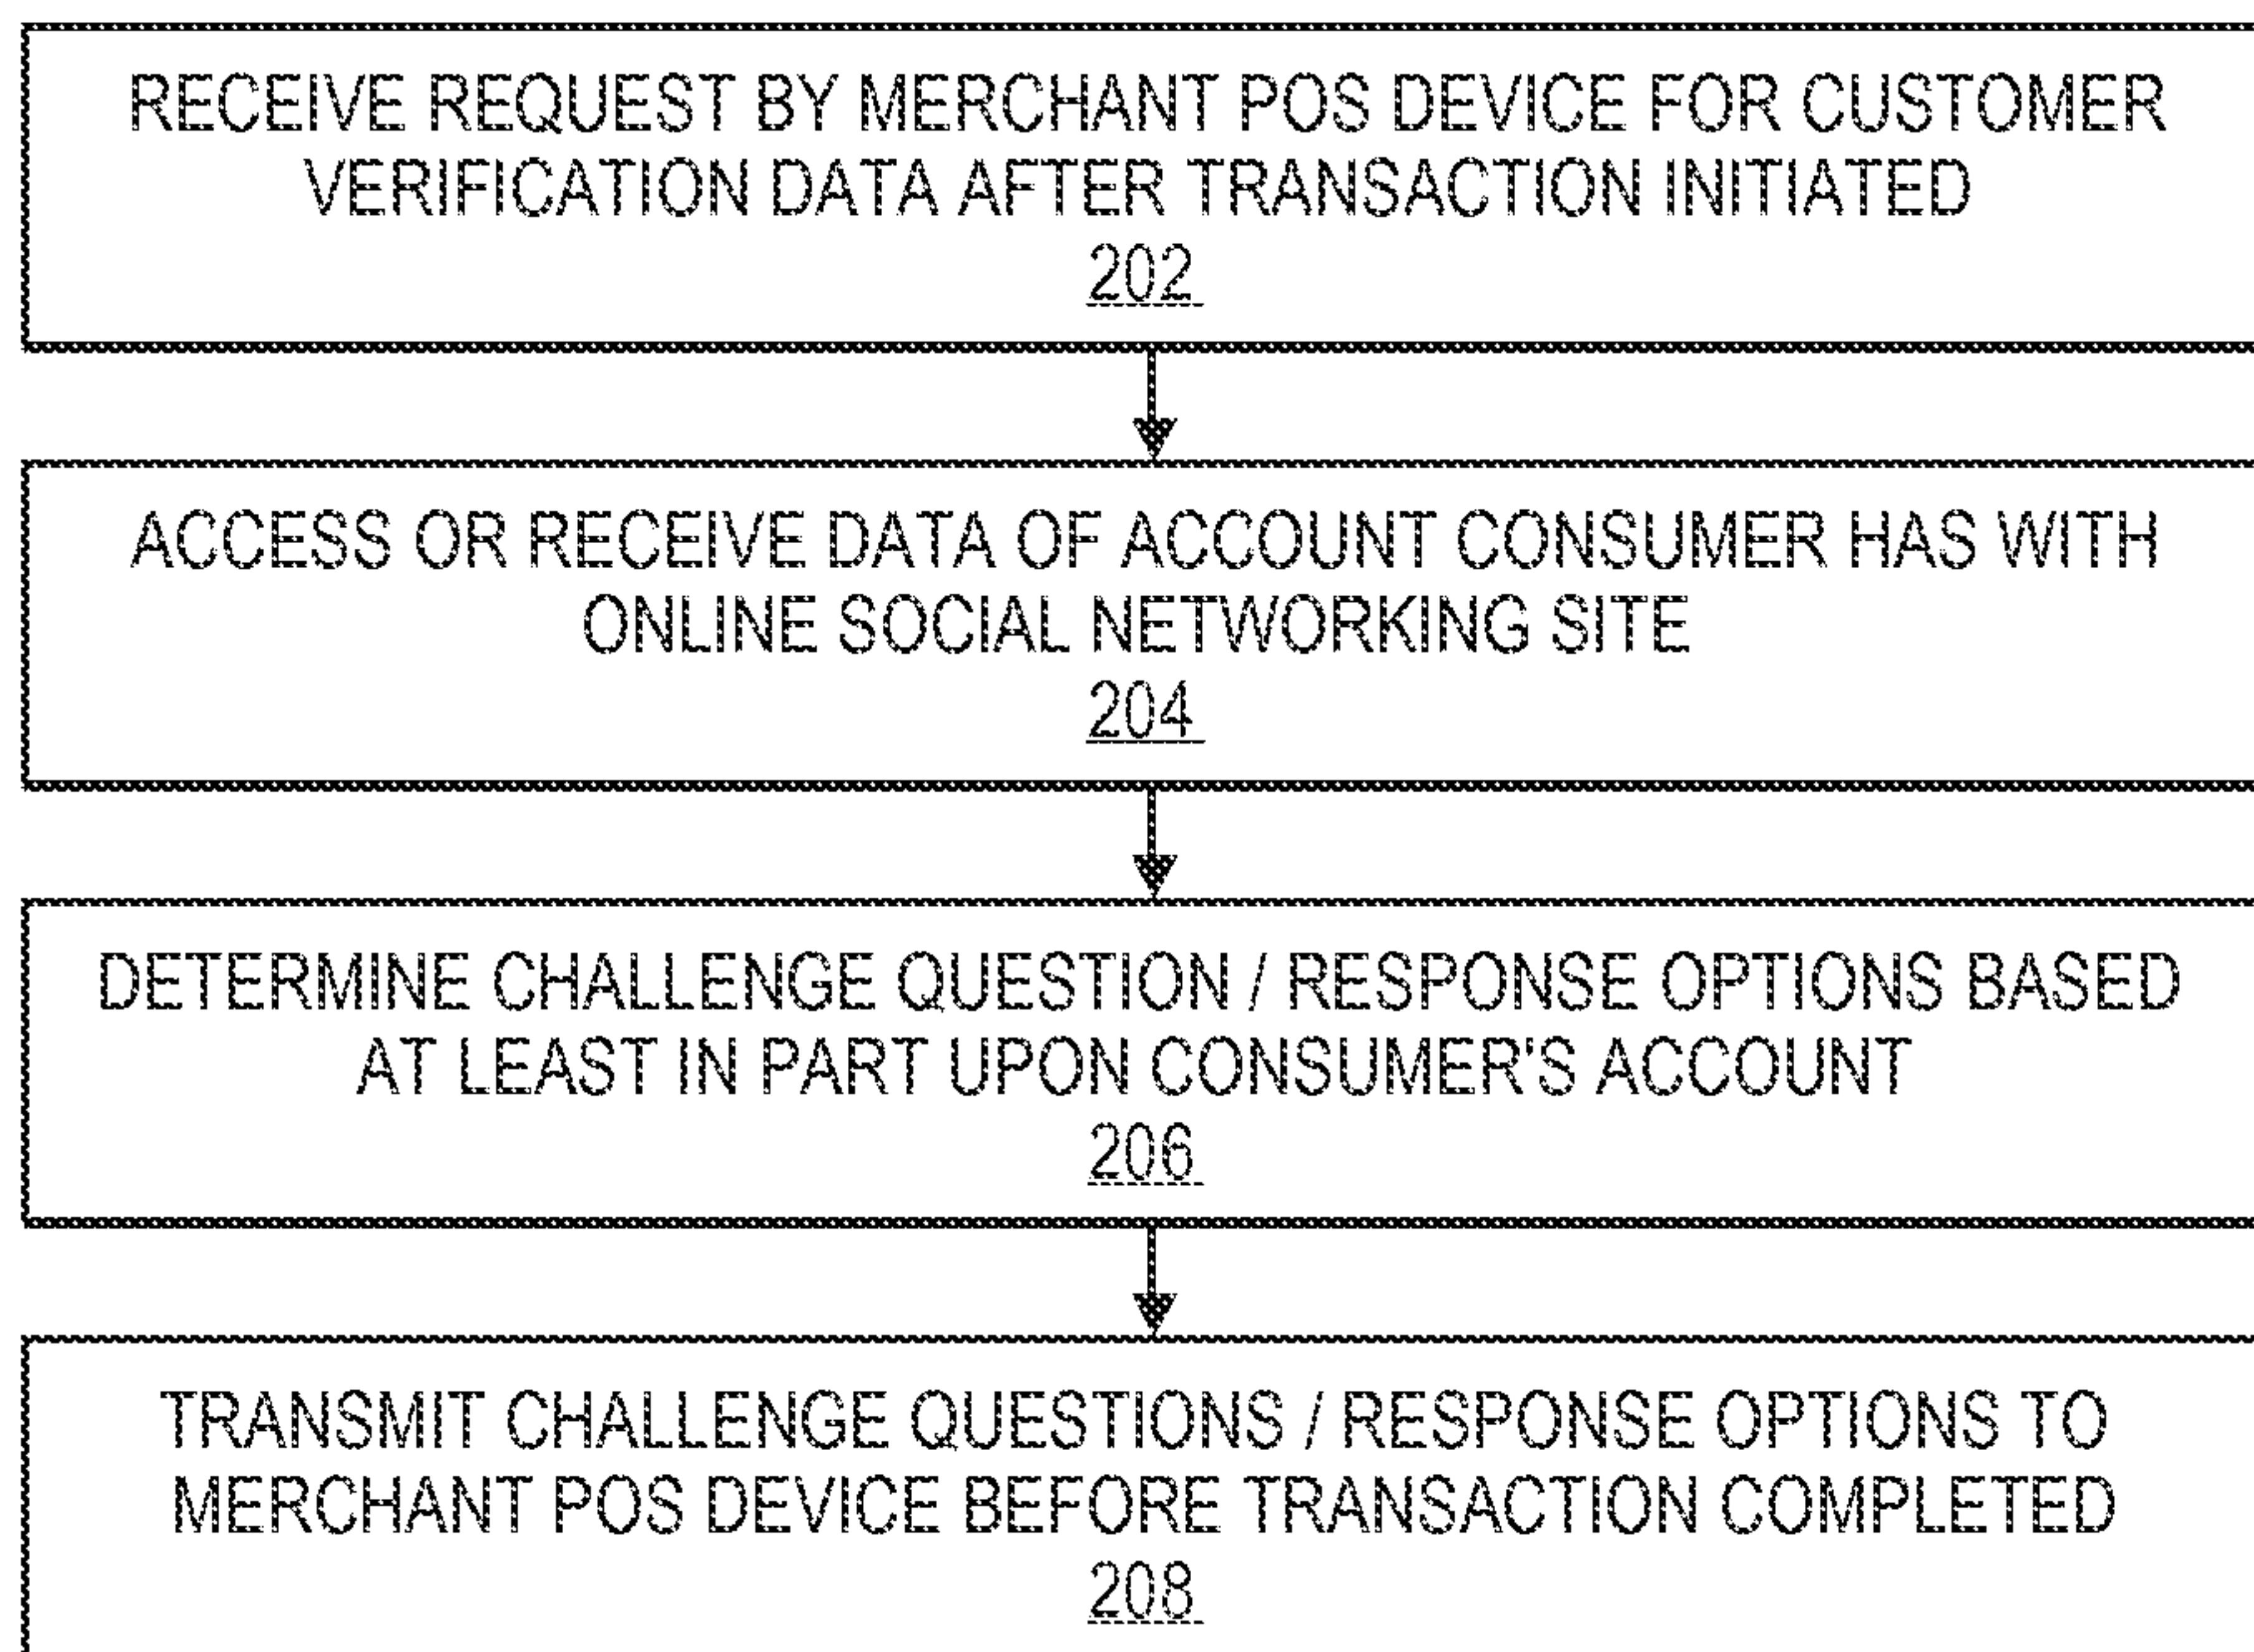 RECEIVE REQUEST BY MERCHANT POS DEVICE FOR CUSTOMER
VERIFICATION DATA AFTER TRANSACTION INITIATED
202
ACCESS OR RECEIVE DATA OF ACCOUNT CONSUMER HAS WITH
ONLINE SOCIAL NETWORKING SITE
204
DETERMINE CHALLENGE QUESTION / RESPONSE OPTIONS BASED
AT LEAST IN PART UPON CONSUMER'S ACCOUNT
206
TRANSMIT CHALLENGE QUESTIONS / RESPONSE OPTIONS TO
MERCHANT POS DEVICE BEFORE TRANSACTION COMPLETED
208